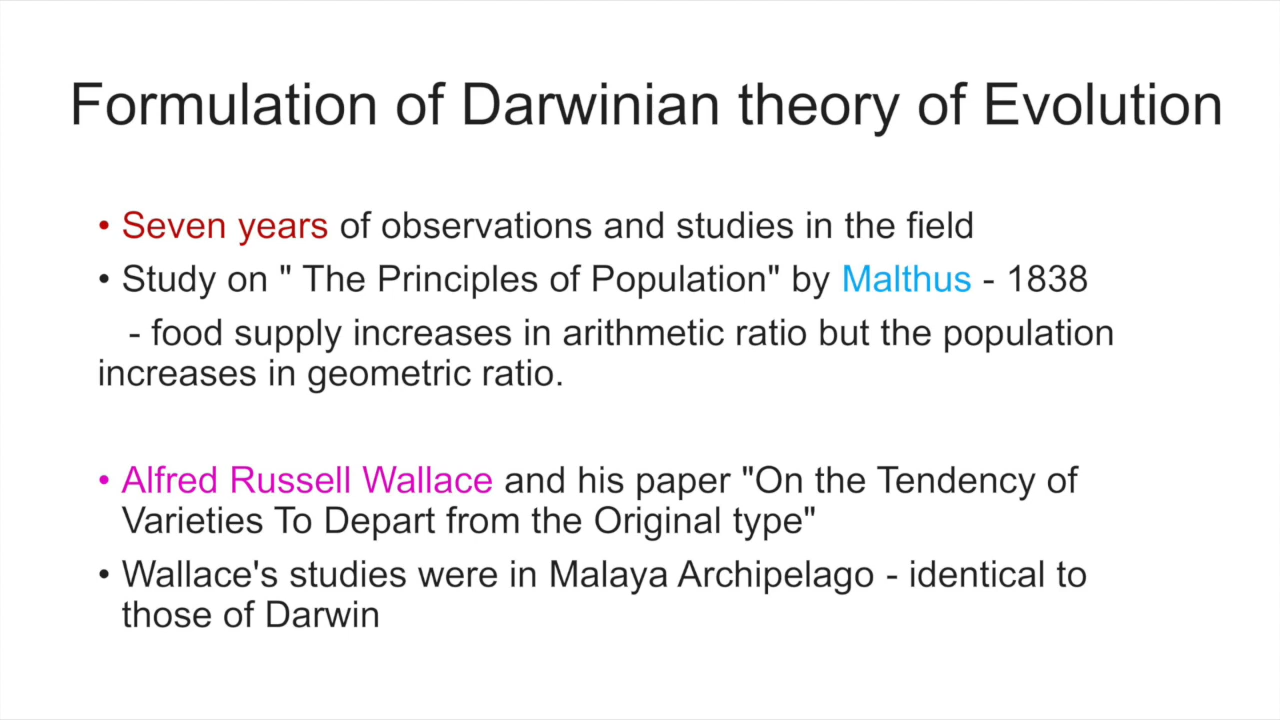 Formulation of Darwinian theory of Evolution
• Seven years of observations and studies in the field
• Study on " The Principles of Population" by Malthus - 1838
- food supply increases in arithmetic ratio but the population
increases in geometric ratio.
• Alfred Russell Wallace and his paper "On the Tendency of
Varieties To Depart from the Original type"
• Wallace's studies were in Malaya Archipelago - identical to
those of Darwin